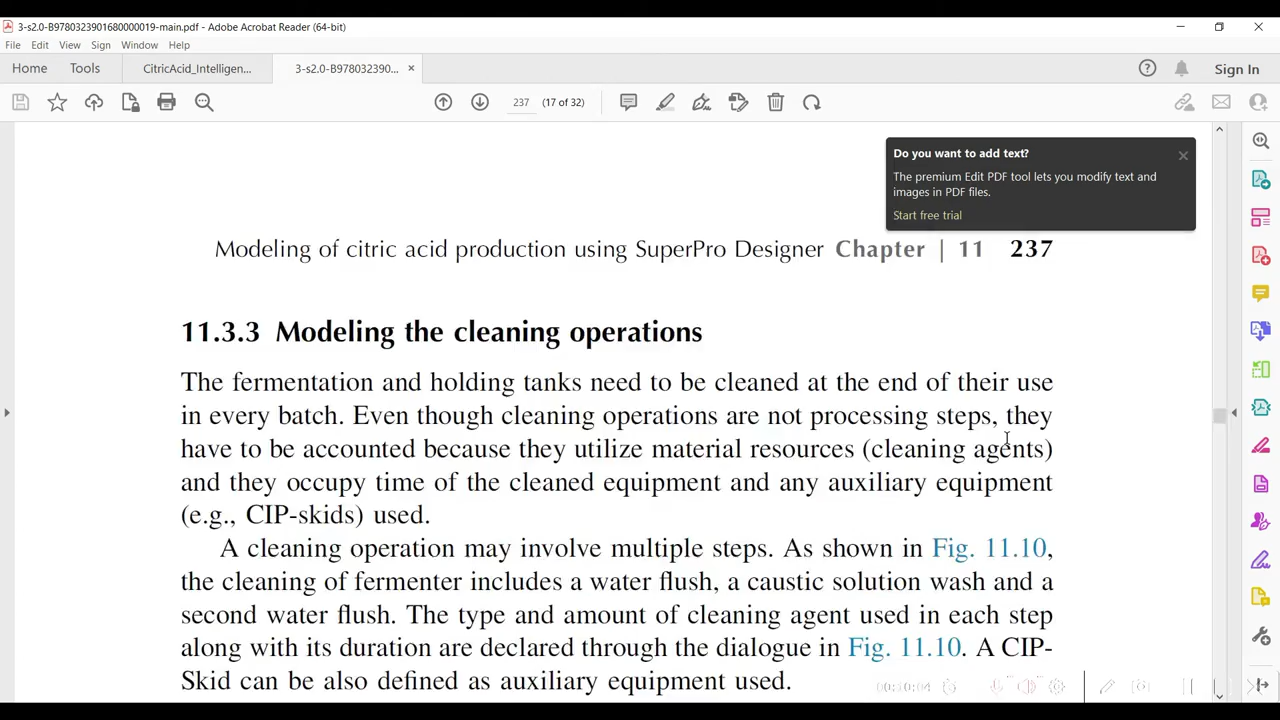 3-s2.0-B9780323901680000019-main.pdf - Adobe Acrobat Reader (64-bit)
File Edit View Sign Window Help
Home Tools CitricAcid_Intelligen... 3-s2.0-B978032390... × Sign In
237 (17 of 32)
Do you want to add text?
The premium Edit PDF tool lets you modify text and
images in PDF files.
Start free trial
Modeling of citric acid production using SuperPro Designer Chapter | 11 237
11.3.3 Modeling the cleaning operations
The fermentation and holding tanks need to be cleaned at the end of their use
in every batch. Even though cleaning operations are not processing steps, they
have to be accounted because they utilize material resources (cleaning agents)
and they occupy time of the cleaned equipment and any auxiliary equipment
(e.g., CIP-skids) used.
A cleaning operation may involve multiple steps. As shown in Fig. 11.10,
the cleaning of fermenter includes a water flush, a caustic solution wash and a
second water flush. The type and amount of cleaning agent used in each step
along with its duration are declared through the dialogue in Fig. 11.10. A CIP-
Skid can be also defined as auxiliary equipment used.
00:10:04